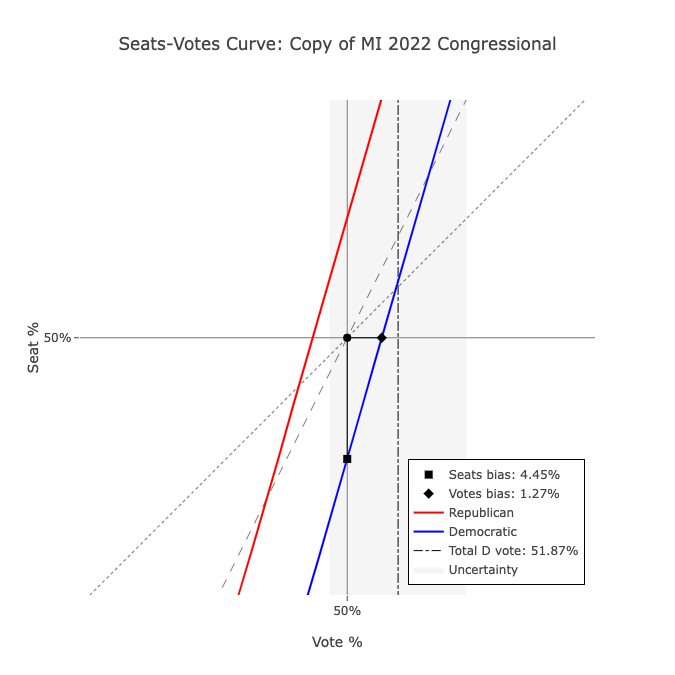 Seats-Votes Curve: Copy of MI 2022 Congressional
Seat %
50%
Seats bias: 4.45%
Votes bias: 1.27%
Republican
Democratic
Total D vote: 51.87%
Uncertainty
50%
Vote %